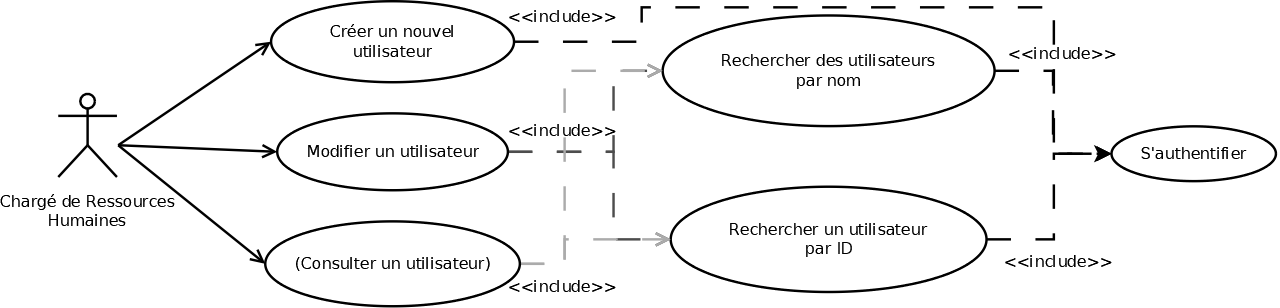 Créer un nouvel
utilisateur
<<include>>
Rechercher des utilisateurs
par nom
<<include>>
Modifier un utilisateur
<<include>>
S'authentifier
Chargé de Ressources
Humaines
Rechercher un utilisateur
par ID
(Consulter un utilisateur)
<<include>>
<<include>>